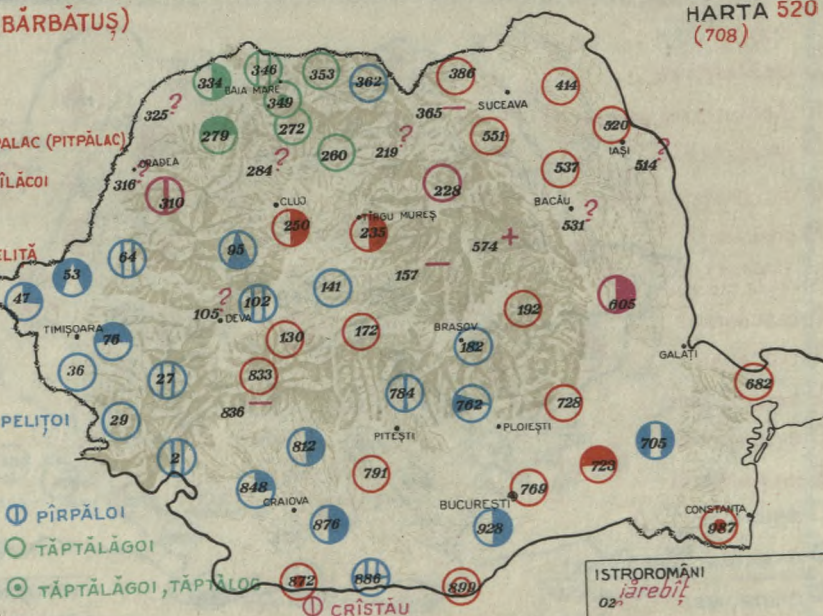 BĂRBĂTUȘ)
HARTA 520
(708)
334
346
353
362
386
414
BAIA MARE
349
325 ?
365 —
SUCEAVA
279
272
551
520
PALAC (PITPĂLAC)
260
219 ?
IAȘI
514 ?
ORADEA
316 ?
284 ?
537
ÎLĂCOI
310
228
CLUJ
BACĂU
531 ?
TÎRGU MUREȘ
250
235
574 +
ELIȚĂ
64
95
157 —
53
141
47
102
605
105 ?
DEVA
192
TIMIȘOARA
76
130
172
BRAȘOV
182
GALAȚI
36
27
833
682
836 —
784
762
728
PELIȚOI
29
PITEȘTI
PLOIEȘTI
705
812
2
791
723
848
769
CRAIOVA
BUCUREȘTI
PÎRPĂLOI
876
928
CONSTANȚA
987
TĂPTĂLĂGOI
TĂPTĂLĂGOI, TĂPTĂLOG
872
886
899
CRÎSTĂU
ISTROROMÂNI
02 iarebiț